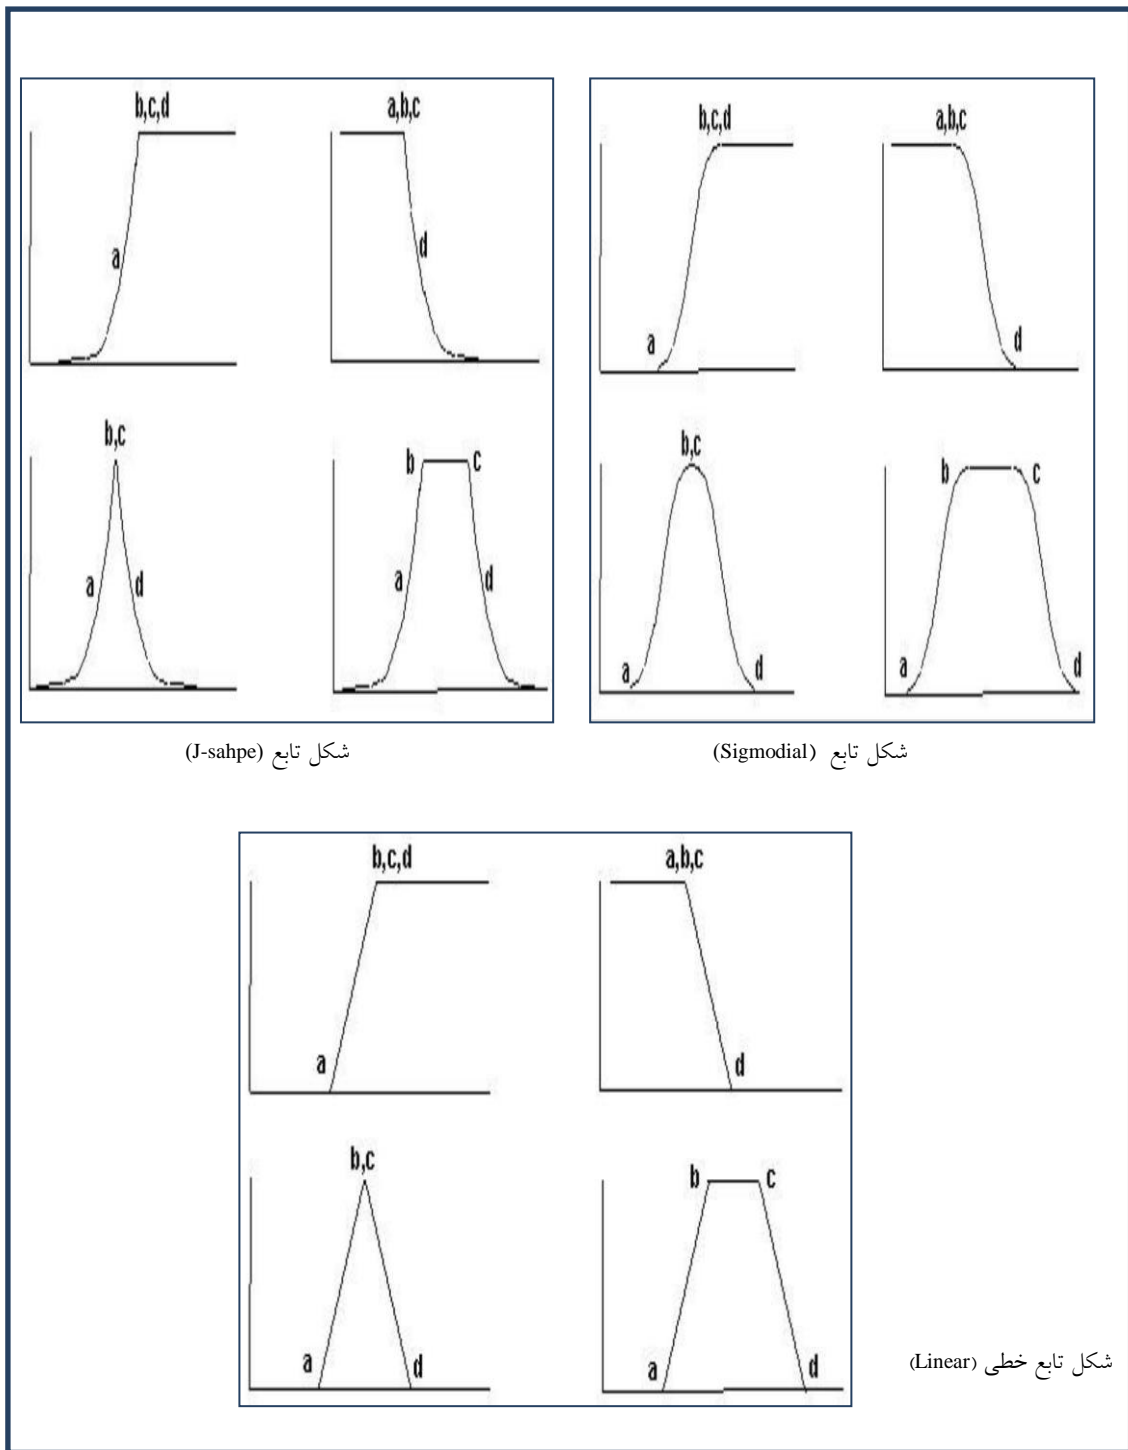 b,c,d
a,b,c
a
d
b,c
b
c
a
d
a
d
b,c,d
a,b,c
a
d
b,c
b
c
a
d
a
d
شکل تابع (J-sahpe)
شکل تابع (Sigmodial)
b,c,d
a,b,c
a
d
b,c
b
c
a
d
a
d
شکل تابع خطی (Linear)